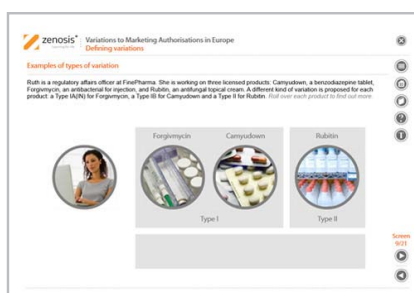 zenosis®
Variations to Marketing Authorisations in Europe
Defining variations
Examples of types of variation
Ruth is a regulatory affairs officer at FinePharma. She is working on three licensed products: Camyudown, a benzodiazepine tablet,
Forgivmycin, an antibacterial for injection, and Rubitin, an antifungal topical cream. A different kind of variation is proposed for each
product: a Type IA(IN) for Forgivmycin, a Type IB for Camyudown and a Type II for Rubitin. Roll over each product to find out more
Forgivmycin
Camyudown
Rubitin
Type I
Type II
Screen
9/21